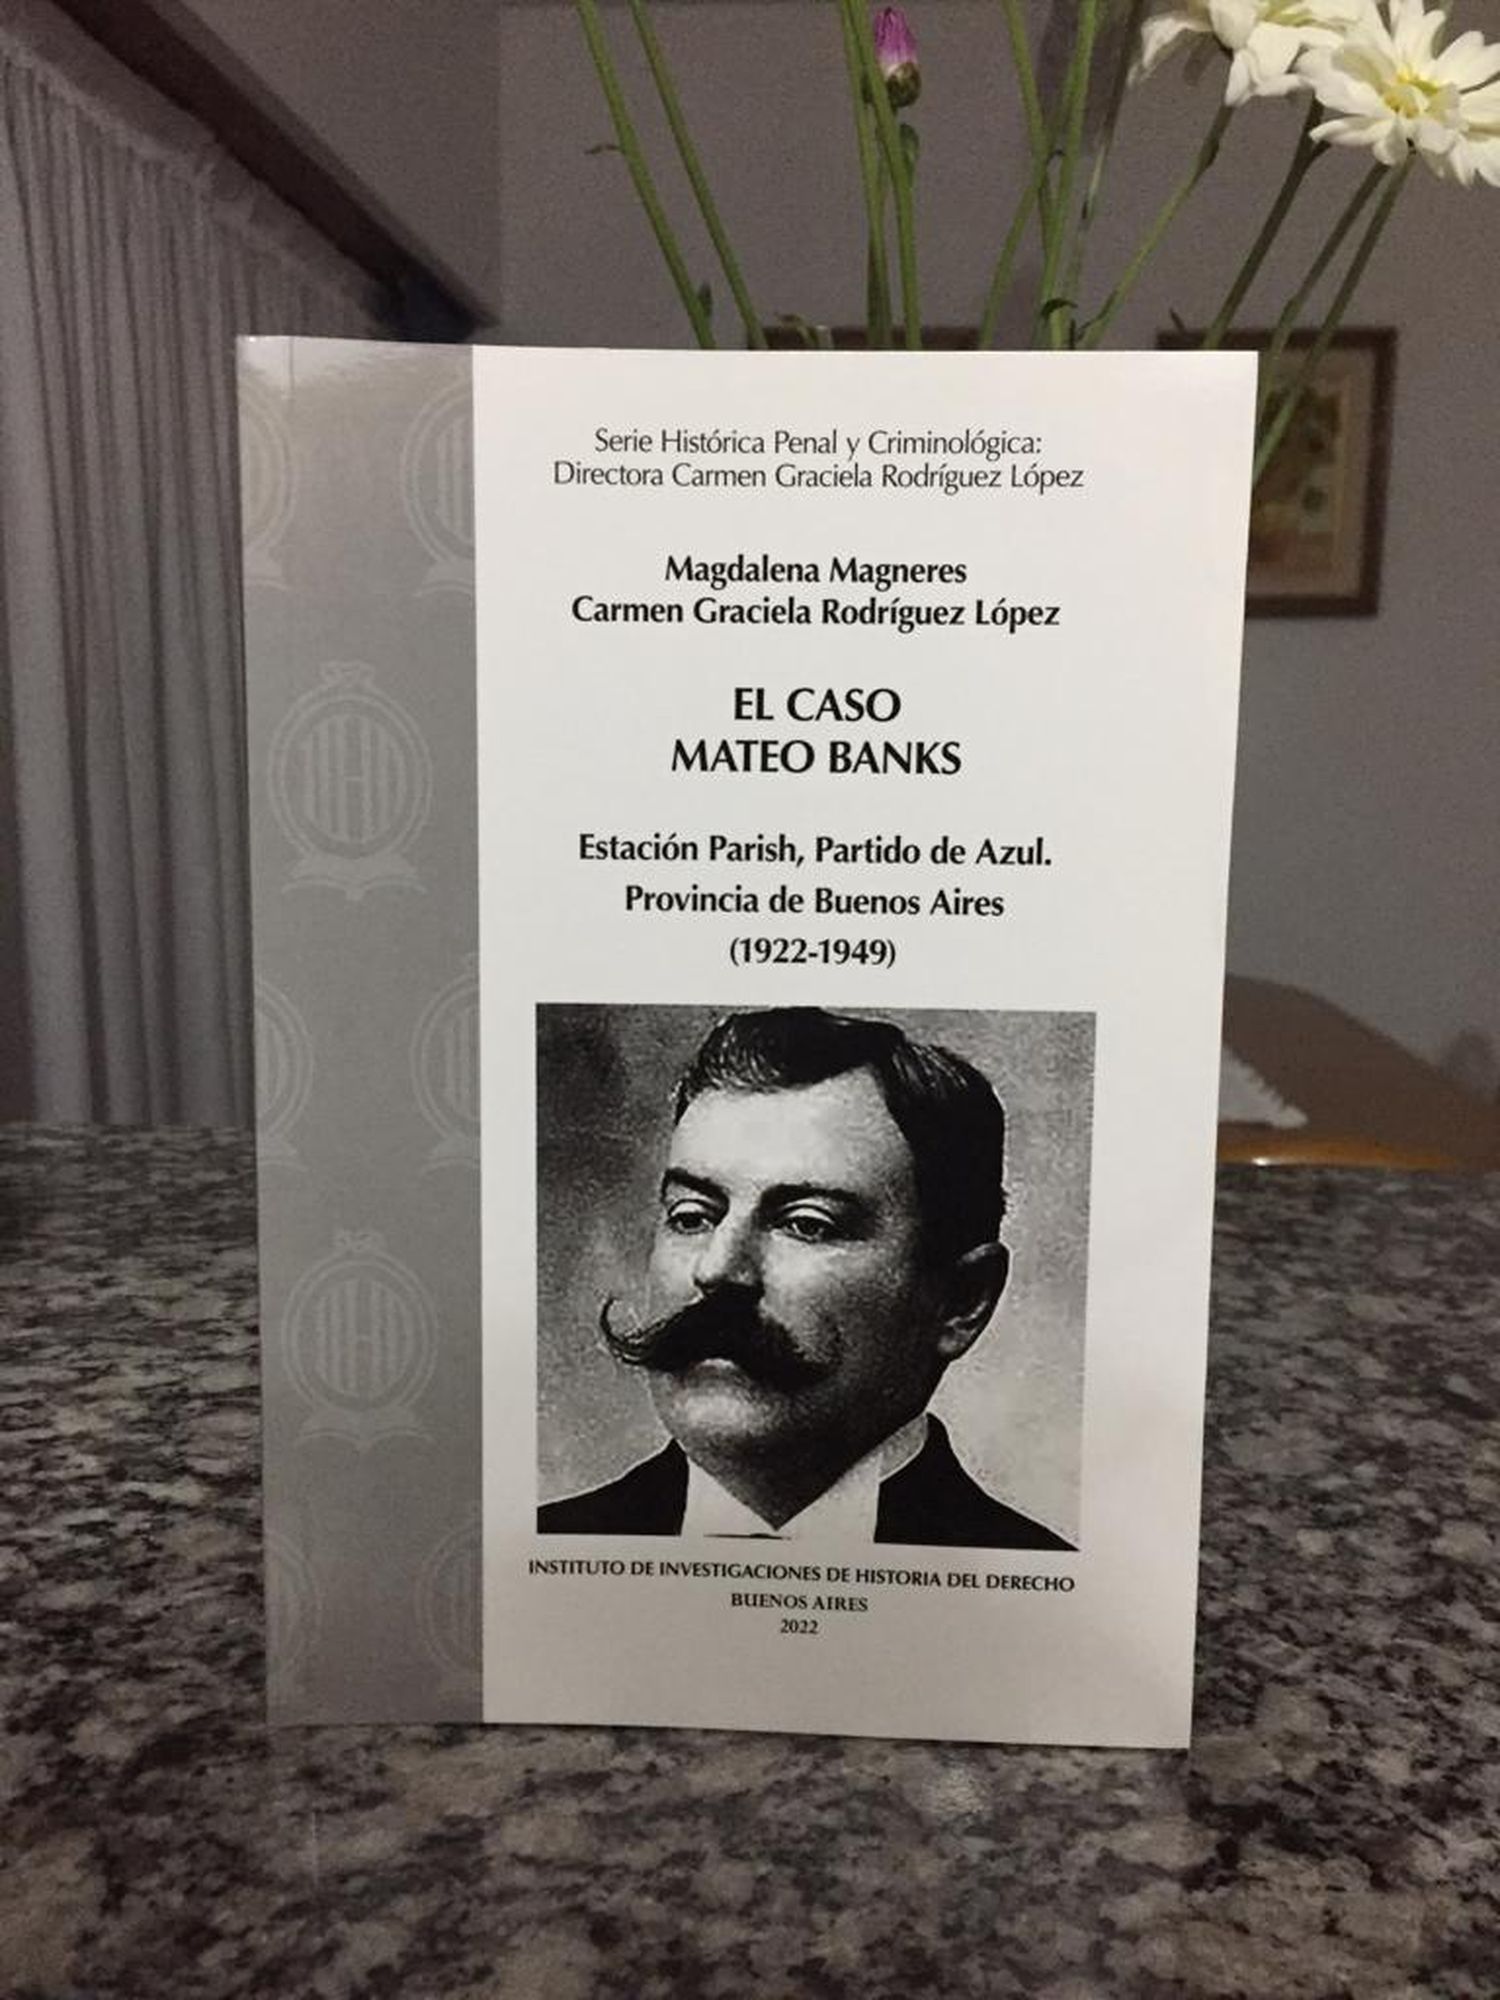 Serie Histórica Penal y Criminológica:
Directora Carmen Graciela Rodríguez López
Magdalena Magneres
Carmen Graciela Rodríguez López
EL CASO
MATEO BANKS
Estación Parish, Partido de Azul.
Provincia de Buenos Aires
(1922-1949)
INSTITUTO DE INVESTIGACIONES DE HISTORIA DEL DERECHO
BUENOS AIRES
2022